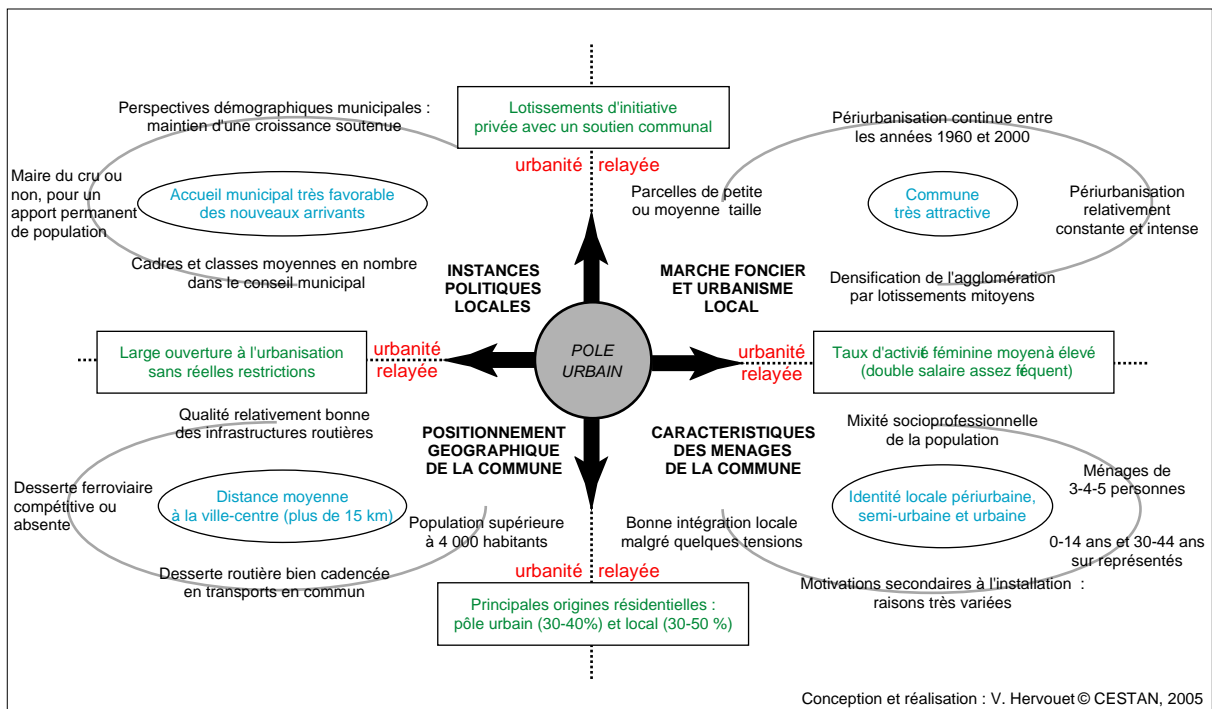 Perspectives démographiques municipales :
maintien d'une croissance soutenue
Maire du cru ou
non, pour un
apport permanent
de population
Accueil municipal très favorable
des nouveaux arrivants
Cadres et classes moyennes en nombre
dans le conseil municipal
INSTANCES
POLITIQUES
LOCALES
Lotissements d'initiative
privée avec un soutien communal
urbanité relayée
Périurbanisation continue entre
les années 1960 et 2000
Parcelles de petite
ou moyenne taille
Commune
très attractive
Périurbanisation
relativement
constante et intense
Densification de l'agglomération
par lotissements mitoyens
MARCHE FONCIER
ET URBANISME
LOCAL
Large ouverture à l'urbanisation
sans réelles restrictions
urbanité
relayée
POLE
URBAIN
urbanité
relayée
Taux d'activité féminine moyenà élevé
(double salaire assez féquent)
Qualité relativement bonne
des infrastructures routières
POSITIONNEMENT
GEOGRAPHIQUE
DE LA COMMUNE
Desserte ferroviaire
compétitive ou
absente
Distance moyenne
à la ville-centre (plus de 15 km)
Population supérieure
à 4 000 habitants
Desserte routière bien cadencée
en transports en commun
CARACTERISTIQUES
DES MENAGES
DE LA COMMUNE
Mixité socioprofessionnelle
de la population
Ménages de
3-4-5 personnes
Identité locale périurbaine,
semi-urbaine et urbaine
Bonne intégration locale
malgré quelques tensions
0-14 ans et 30-44 ans
sur représentés
Motivations secondaires à l'installation :
raisons très variées
urbanité relayée
Principales origines résidentielles :
pôle urbain (30-40%) et local (30-50 %)
Conception et réalisation : V. Hervouet © CESTAN, 2005